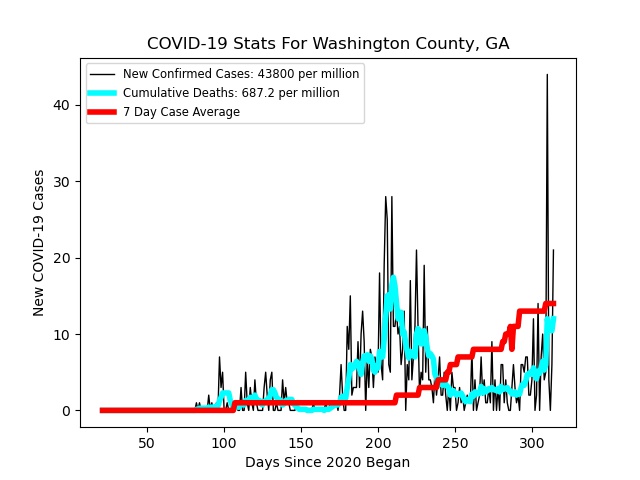 COVID-19 Stats For Washington County, GA
New Confirmed Cases: 43800 per million
Cumulative Deaths: 687.2 per million
7 Day Case Average
New COVID-19 Cases
40
30
20
10
0
50 100 150 200 250 300
Days Since 2020 Began